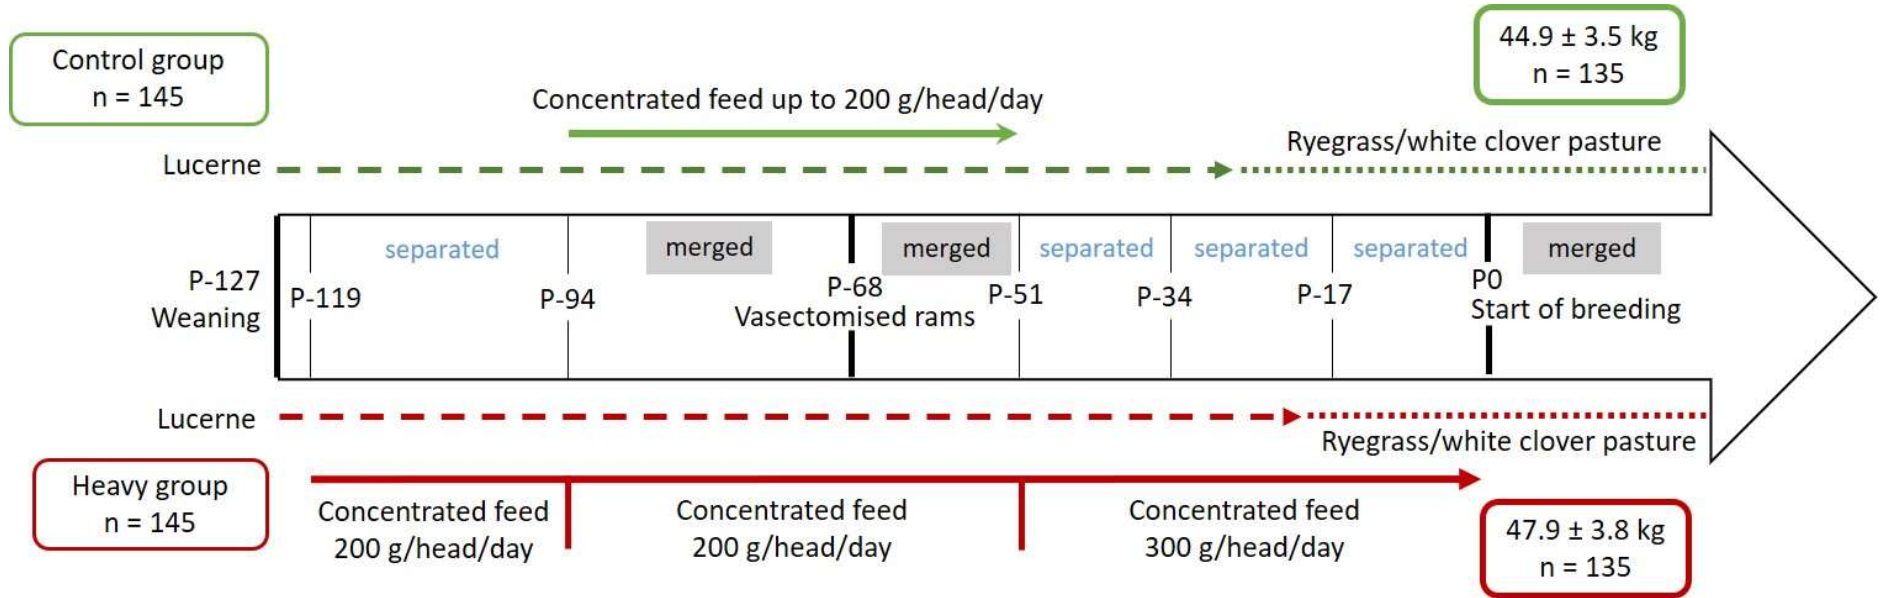 Control group
n = 145
44.9 ± 3.5 kg
n = 135
Concentrated feed up to 200 g/head/day
Ryegrass/white clover pasture
Lucerne
separated
merged
merged
separated
separated
separated
merged
P-127
Weaning
P-119
P-94
P-68
Vasectomised rams
P-51
P-34
P-17
P0
Start of breeding
Lucerne
Ryegrass/white clover pasture
Heavy group
n = 145
Concentrated feed
200 g/head/day
Concentrated feed
200 g/head/day
Concentrated feed
300 g/head/day
47.9 ± 3.8 kg
n = 135